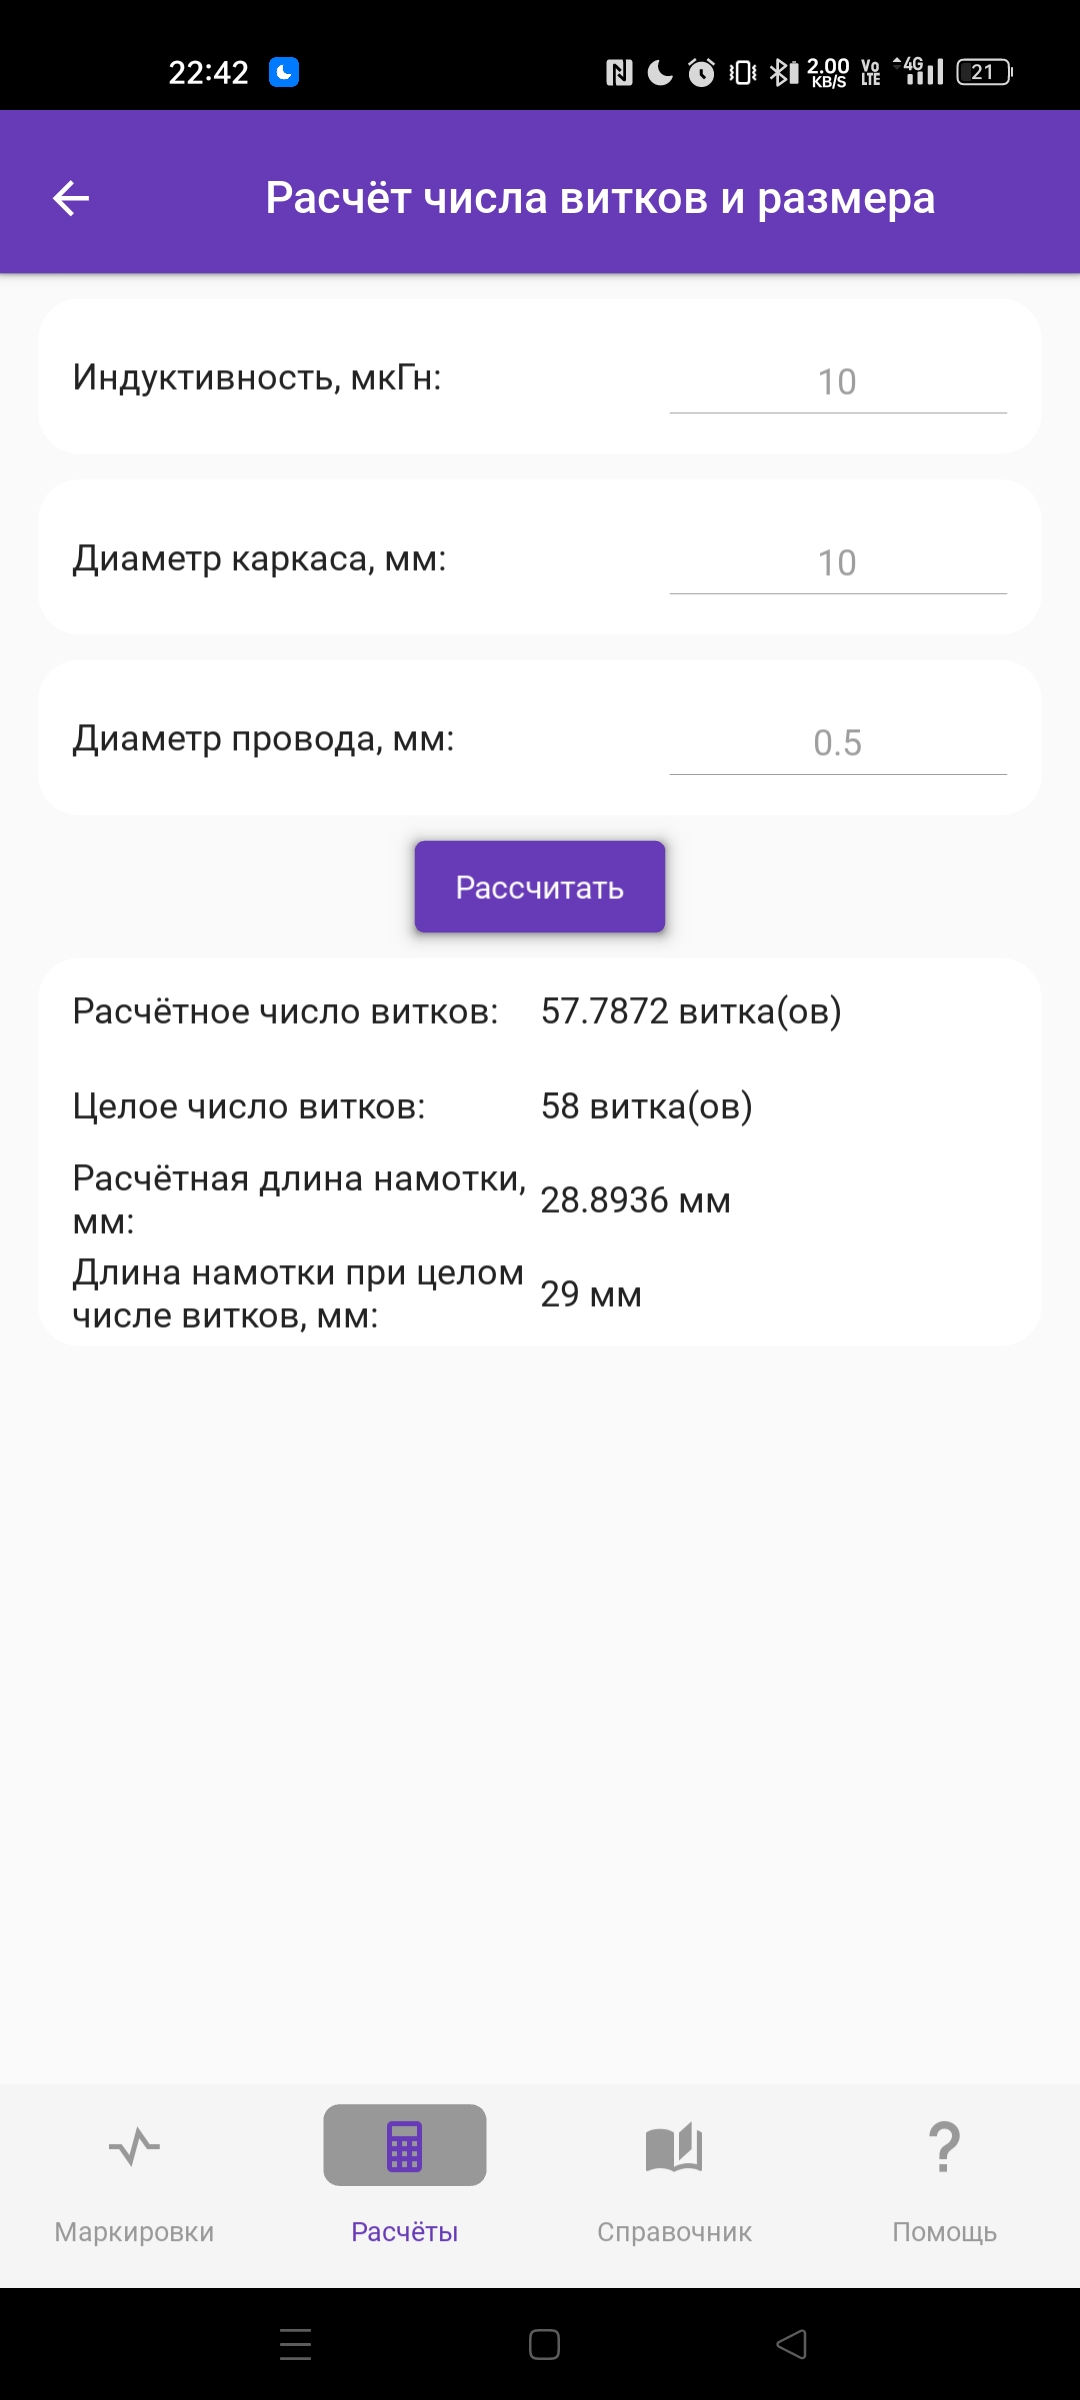 22:42
2.00 KB/S
Vo LTE
4G
21
Расчёт числа витков и размера
Индуктивность, мкГн: 10
Диаметр каркаса, мм: 10
Диаметр провода, мм: 0.5
Рассчитать
Расчётное число витков: 57.7872 витка(ов)
Целое число витков: 58 витка(ов)
Расчётная длина намотки,
мм: 28.8936 мм
Длина намотки при целом
числе витков, мм: 29 мм
Маркировки
Расчёты
Справочник
Помощь